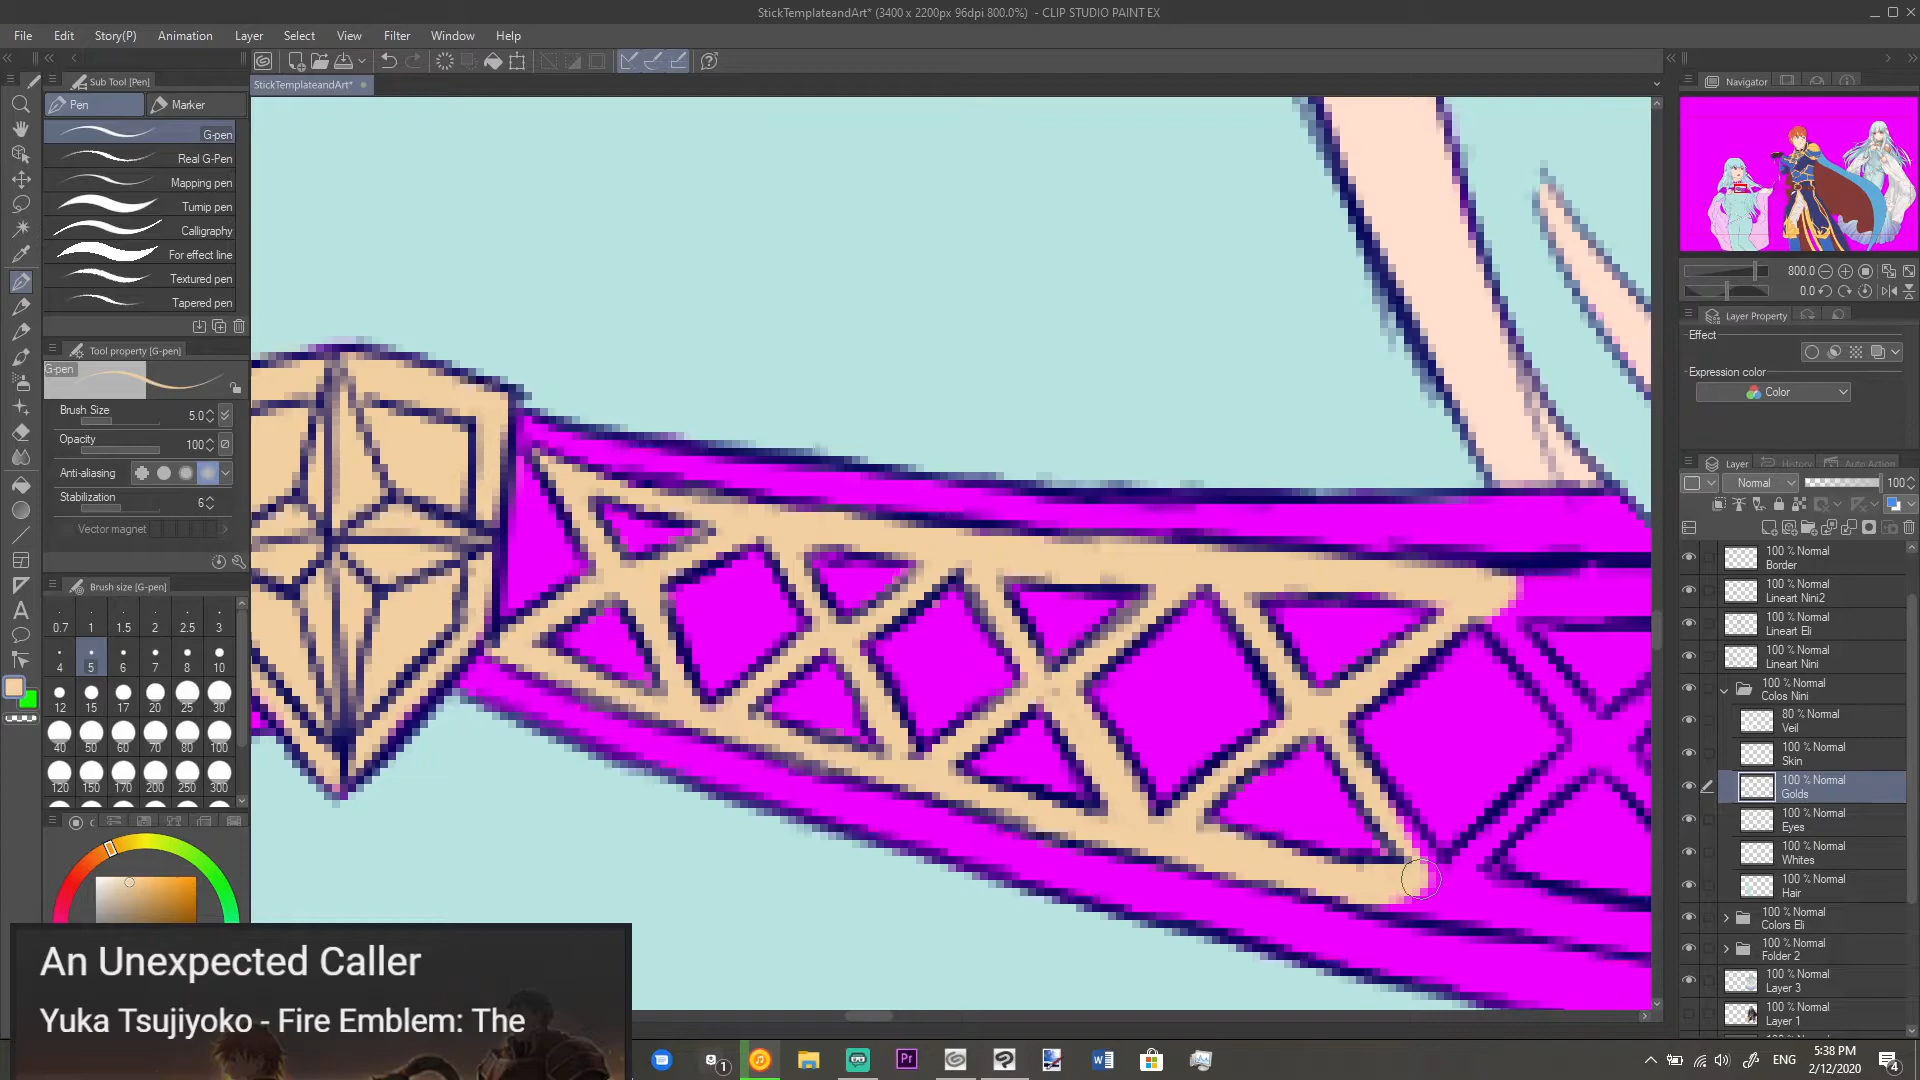 StickTemplateandArt* (3400 x 2200px 96dpi 800.0%) - CLIP STUDIO PAINT EX
File Edit Story(P) Animation Layer Select View Filter Window Help
Sub Tool [Pen]
StickTemplateandArt*
Navigator
Pen Marker
G-pen
Real G-Pen
Mapping pen
Turnip pen
Calligraphy
For effect line
Textured pen
Tapered pen
Tool property [G-pen]
G-pen
Brush Size 5.0
Opacity 100
Anti-aliasing
Stabilization 6
Vector magnet
Brush size [G-pen]
0.7 1 1.5 2 2.5 3
4 5 6 7 8 10
12 15 17 20 25 30
40 50 60 70 80 100
120 150 170 200 250 300
800.0
0.0
Layer Property
Effect
Expression color
Color
Layer History Auto Action
Normal 100
100 % Normal
Border
100 % Normal
Lineart Nini2
100 % Normal
Lineart Eli
100 % Normal
Lineart Nini
100 % Normal
Colos Nini
80 % Normal
Veil
100 % Normal
Skin
100 % Normal
Golds
100 % Normal
Eyes
100 % Normal
Whites
100 % Normal
Hair
100 % Normal
Colors Eli
100 % Normal
Folder 2
100 % Normal
Layer 3
100 % Normal
Layer 1
An Unexpected Caller
Yuka Tsujiyoko - Fire Emblem: The
1
Pr
ENG
5:38 PM
2/12/2020
4